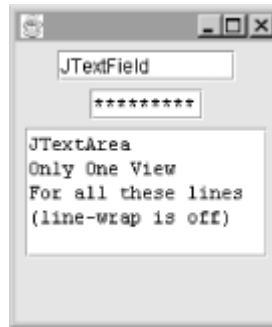 JTextField
*********
JTextArea
Only One View
For all these lines
(line-wrap is off)